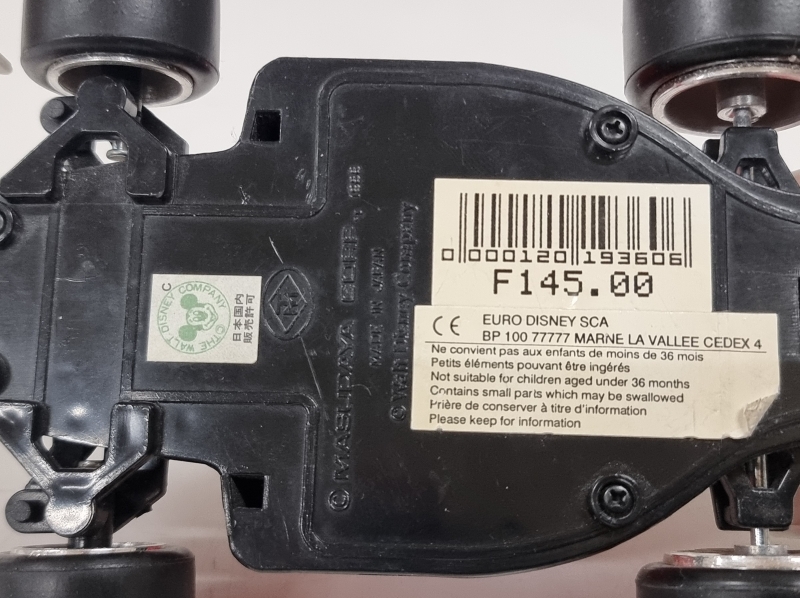 0 000120 193606
F145.00
CE EURO DISNEY SCA
BP 100 77777 MARNE LA VALLEE CEDEX 4
Ne convient pas aux enfants de moins de 36 mois
Petits éléments pouvant être ingérés
Not suitable for children aged under 36 months
Contains small parts which may be swallowed
Prière de conserver à titre d'information
Please keep for information
C
© THE WALT DISNEY COMPANY
日本国内
販売許可
© MASUDAYA CORP.,
MADE IN JAPAN
© Walt Disney Company